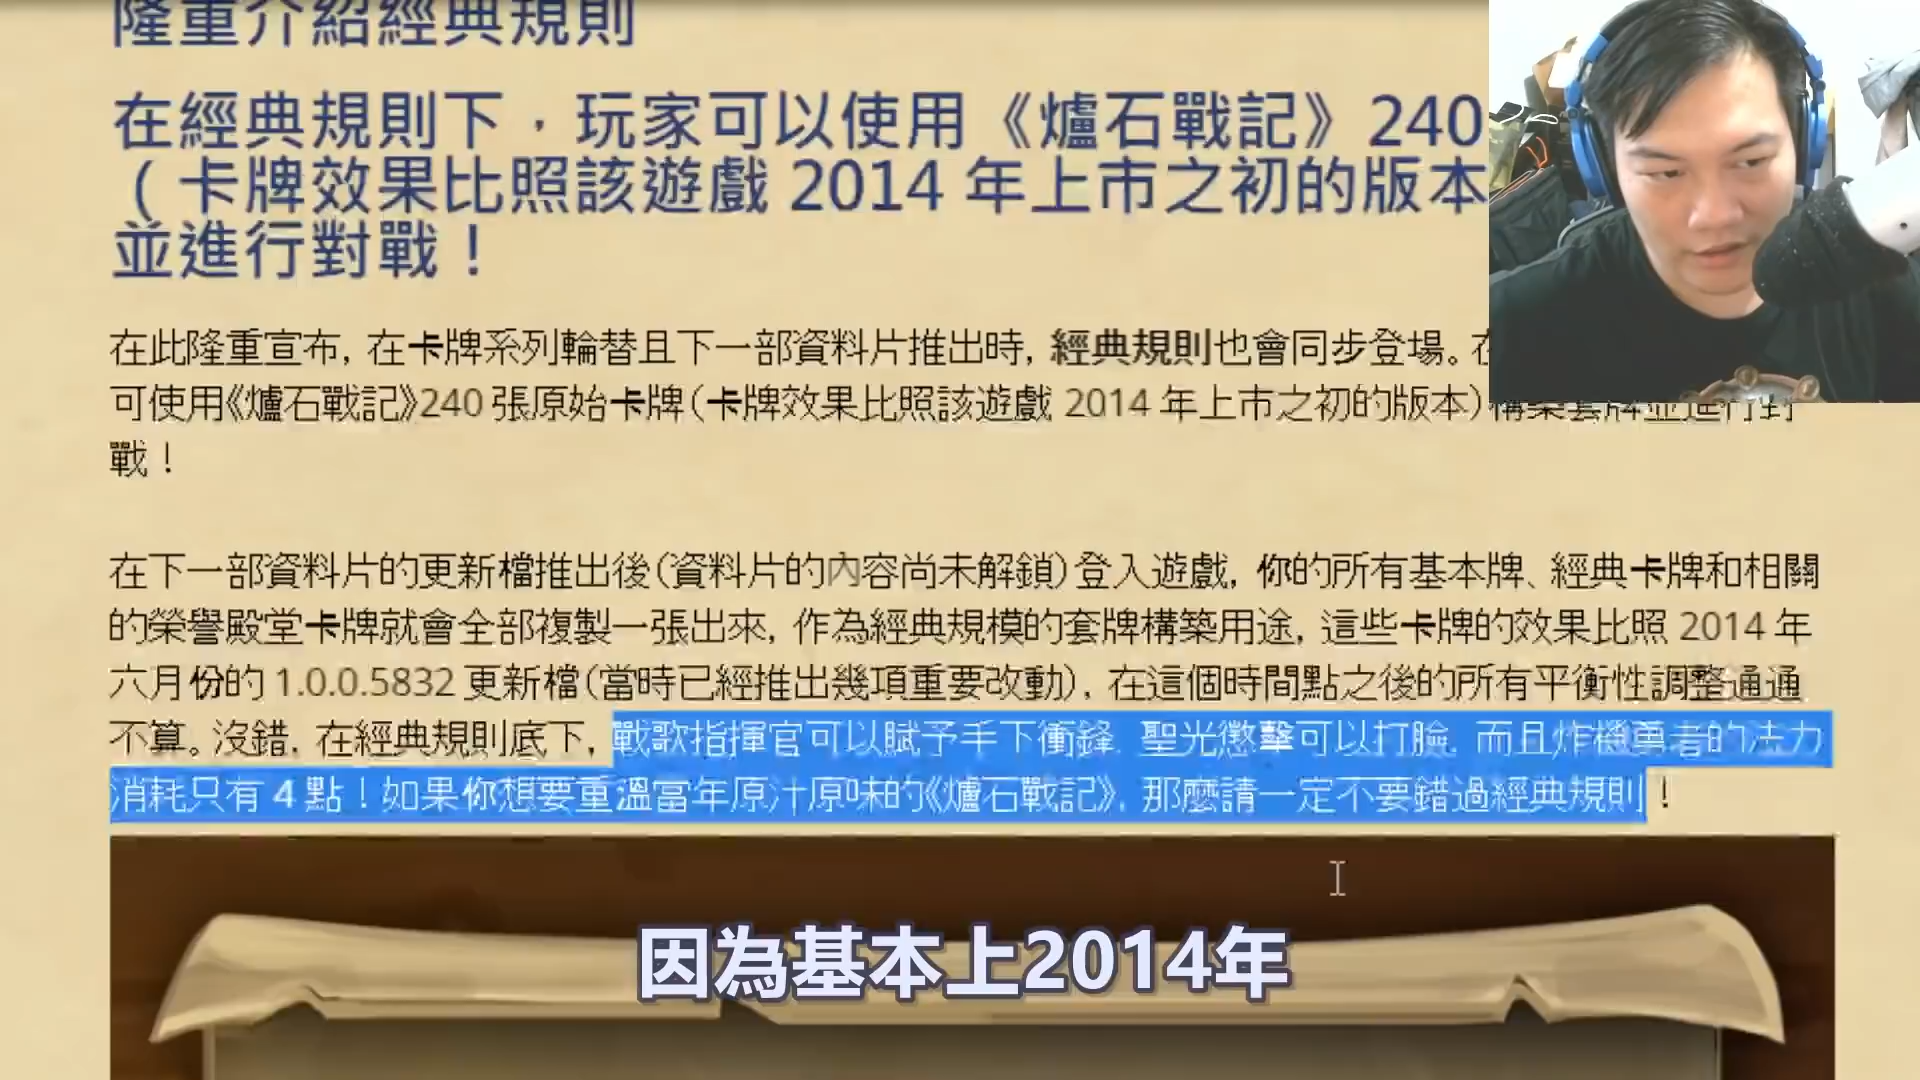 隆重介紹經典規則
在經典規則下，玩家可以使用《爐石戰記》240
（卡牌效果比照該遊戲 2014 年上市之初的版本
並進行對戰！
在此隆重宣布, 在卡牌系列輪替且下一部資料片推出時, 經典規則也會同步登場。在
可使用《爐石戰記》240 張原始卡牌（卡牌效果比照該遊戲 2014 年上市之初的版本）構築套牌並進行對
戰！
在下一部資料片的更新檔推出後（資料片的內容尚未解鎖）登入遊戲, 你的所有基本牌、經典卡牌和相關
的榮譽殿堂卡牌就會全部複製一張出來, 作為經典規模的套牌構築用途, 這些卡牌的效果比照 2014 年
六月份的 1.0.0.5832 更新檔（當時已經推出幾項重要改動）, 在這個時間點之後的所有平衡性調整通通
不算。沒錯, 在經典規則底下, 戰歌指揮官可以賦予手下衝鋒, 聖光懲擊可以打臉, 而且炸雞勇者的法力
消耗只有 4 點！如果你想要重溫當年原汁原味的《爐石戰記》, 那麼請一定不要錯過經典規則！
因為基本上2014年